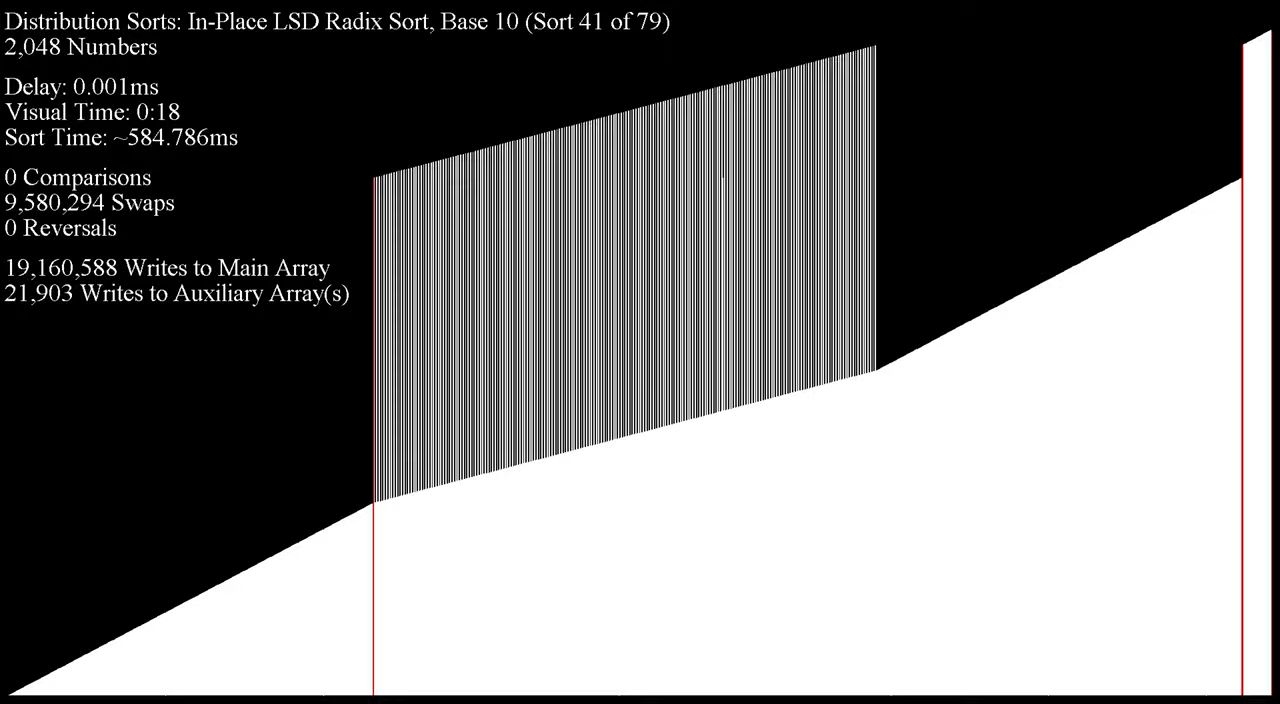 Distribution Sorts: In-Place LSD Radix Sort, Base 10 (Sort 41 of 79)
2,048 Numbers
Delay: 0.001ms
Visual Time: 0:18
Sort Time: ~584.786ms
0 Comparisons
9,580,294 Swaps
0 Reversals
19,160,588 Writes to Main Array
21,903 Writes to Auxiliary Array(s)